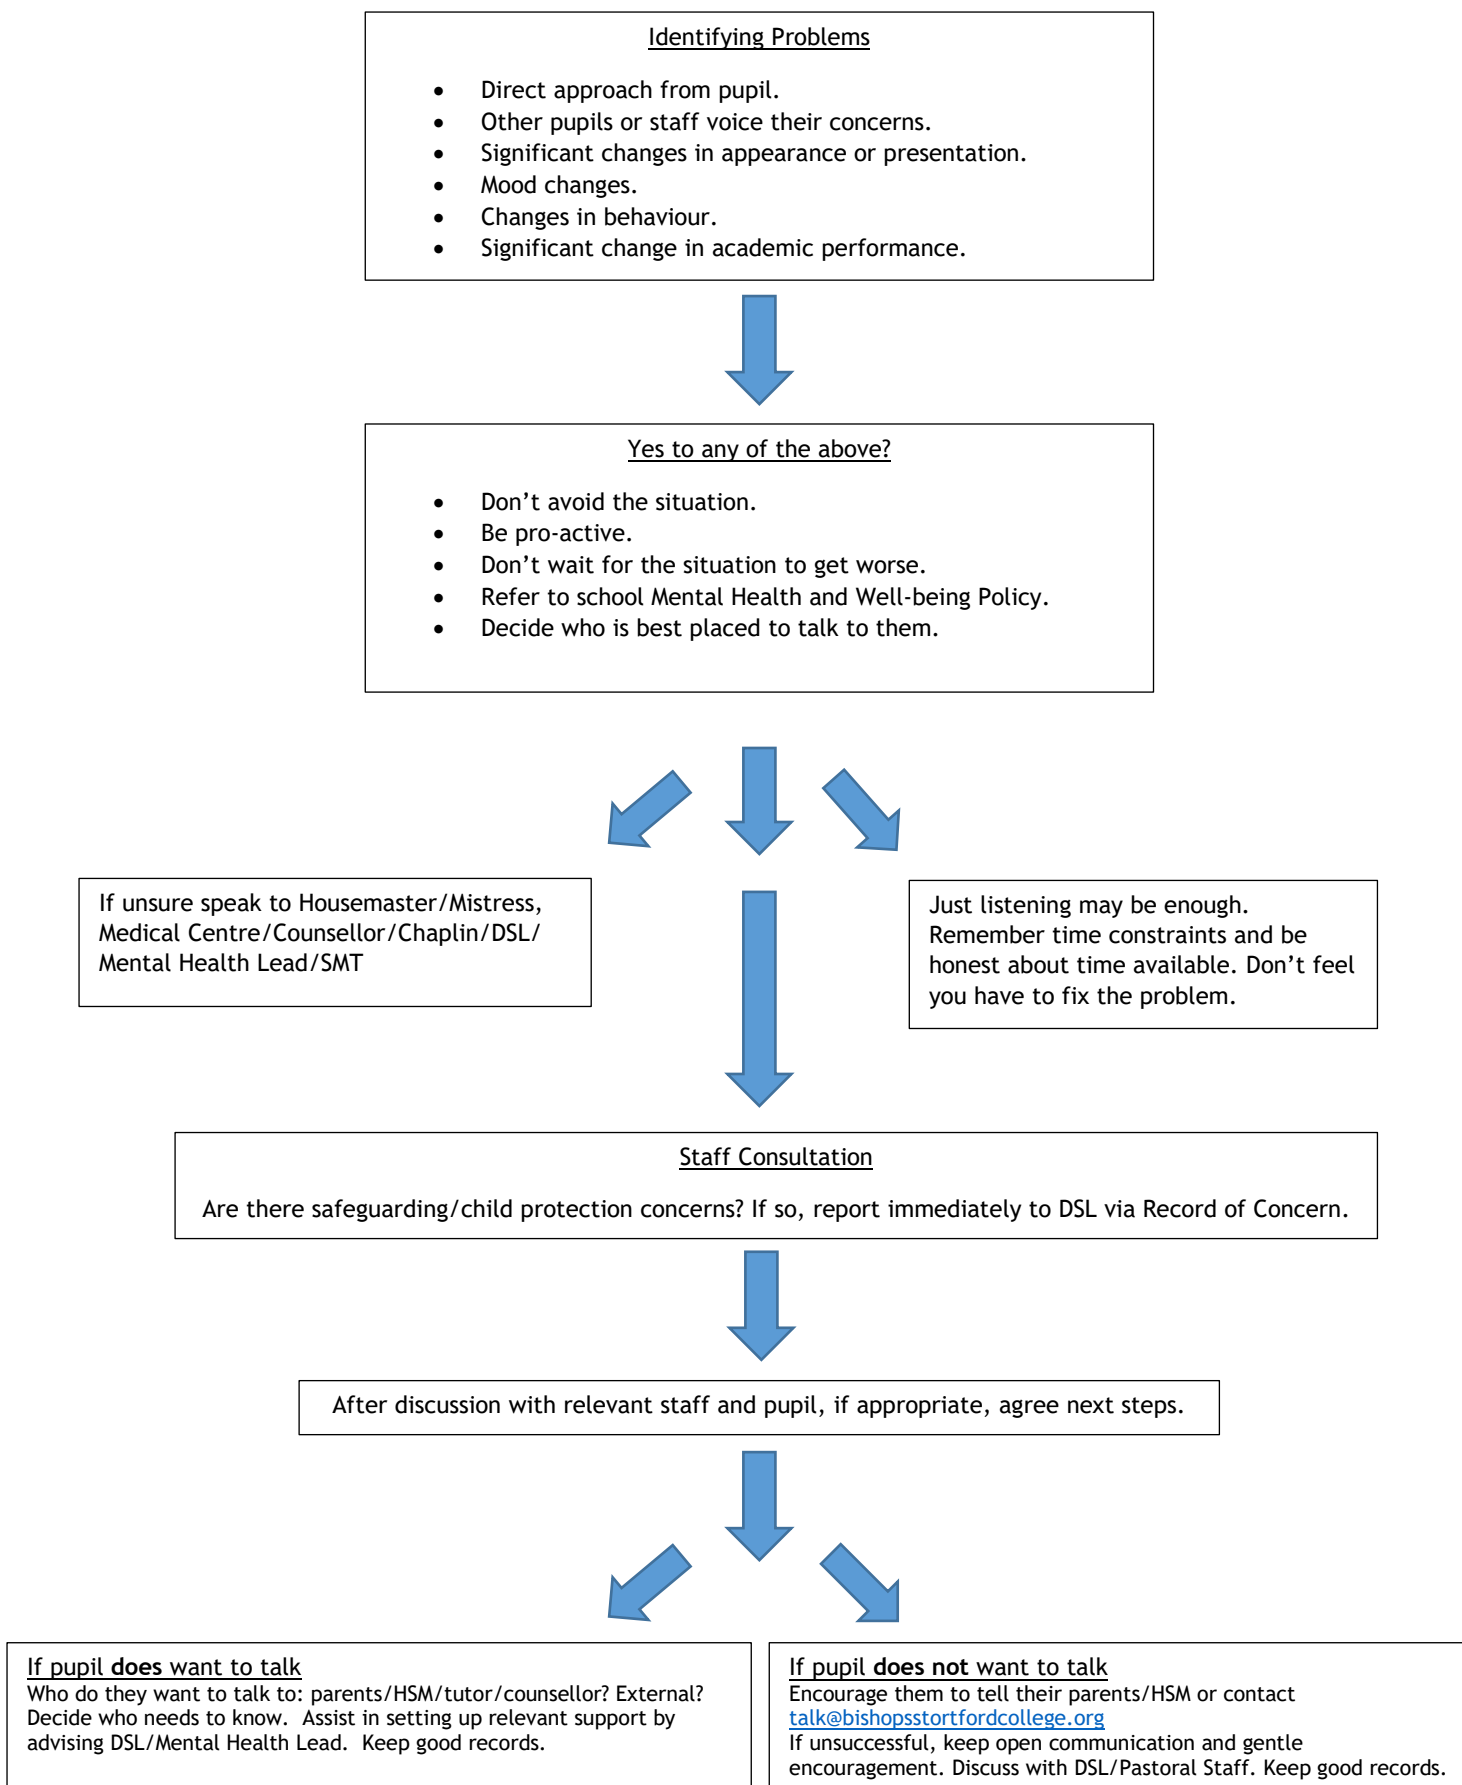 Identifying Problems
• Direct approach from pupil.
• Other pupils or staff voice their concerns.
• Significant changes in appearance or presentation.
• Mood changes.
• Changes in behaviour.
• Significant change in academic performance.
Yes to any of the above?
• Don’t avoid the situation.
• Be pro-active.
• Don’t wait for the situation to get worse.
• Refer to school Mental Health and Well-being Policy.
• Decide who is best placed to talk to them.
If unsure speak to Housemaster/Mistress,
Medical Centre/Counsellor/Chaplin/DSL/
Mental Health Lead/SMT
Just listening may be enough.
Remember time constraints and be
honest about time available. Don’t feel
you have to fix the problem.
Staff Consultation
Are there safeguarding/child protection concerns? If so, report immediately to DSL via Record of Concern.
After discussion with relevant staff and pupil, if appropriate, agree next steps.
If pupil does want to talk
Who do they want to talk to: parents/HSM/tutor/counsellor? External?
Decide who needs to know. Assist in setting up relevant support by
advising DSL/Mental Health Lead. Keep good records.
If pupil does not want to talk
Encourage them to tell their parents/HSM or contact
talk@bishopsstortfordcollege.org
If unsuccessful, keep open communication and gentle
encouragement. Discuss with DSL/Pastoral Staff. Keep good records.